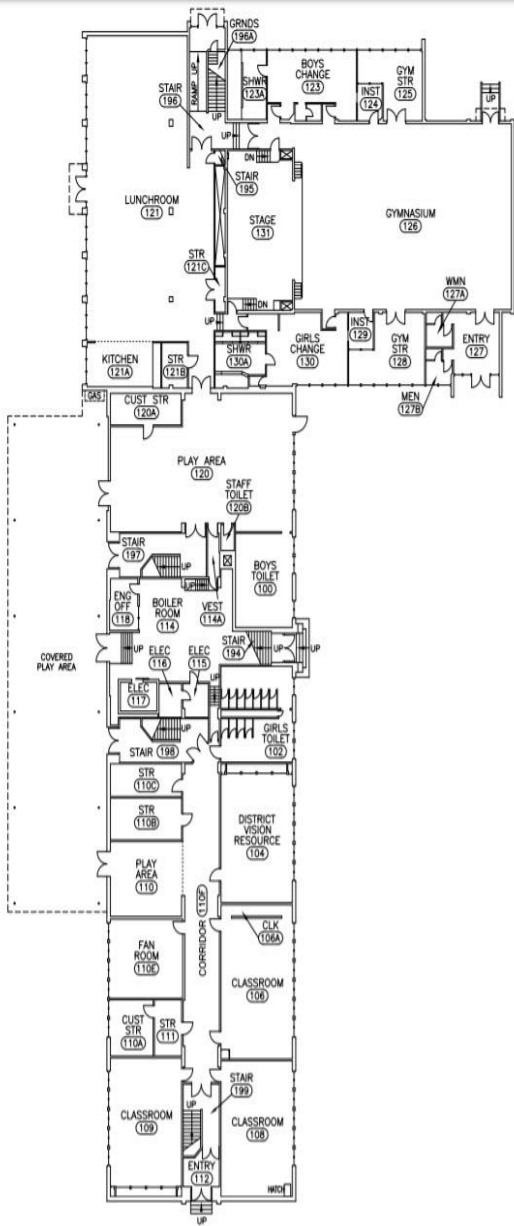 GRNDS
196A
RAMP UP
UP
STAIR
196
SHWR
123A
BOYS
CHANGE
123
INST
124
GYM
STR
125
UP
UP
DN
STAIR
195
LUNCHROOM
121
STAGE
131
GYMNASIUM
126
STR
121C
DN
UP
WMN
127A
KITCHEN
121A
STR
121B
SHWR
130A
GIRLS
CHANGE
130
INST
129
GYM
STR
128
ENTRY
127
MEN
127B
GAS
CUST STR
120A
PLAY AREA
120
STAFF
TOILET
120B
STAIR
197
UP
BOYS
TOILET
100
ENG
OFF
118
BOILER
ROOM
114
UP
VEST
114A
COVERED
PLAY AREA
UP
ELEC
116
ELEC
115
STAIR
194
UP
UP
ELEC
117
UP
STAIR
198
UP
GIRLS
TOILET
102
STR
110C
STR
110B
DISTRICT
VISION
RESOURCE
104
PLAY
AREA
110
CORRIDOR
110F
CLK
106A
FAN
ROOM
110E
CLASSROOM
106
CUST
STR
110A
STR
111
STAIR
199
UP
CLASSROOM
109
CLASSROOM
108
ENTRY
112
HATCH
UP